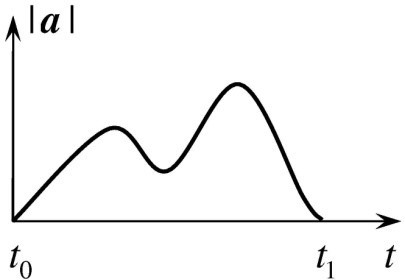 |a|
t₀ t₁ t